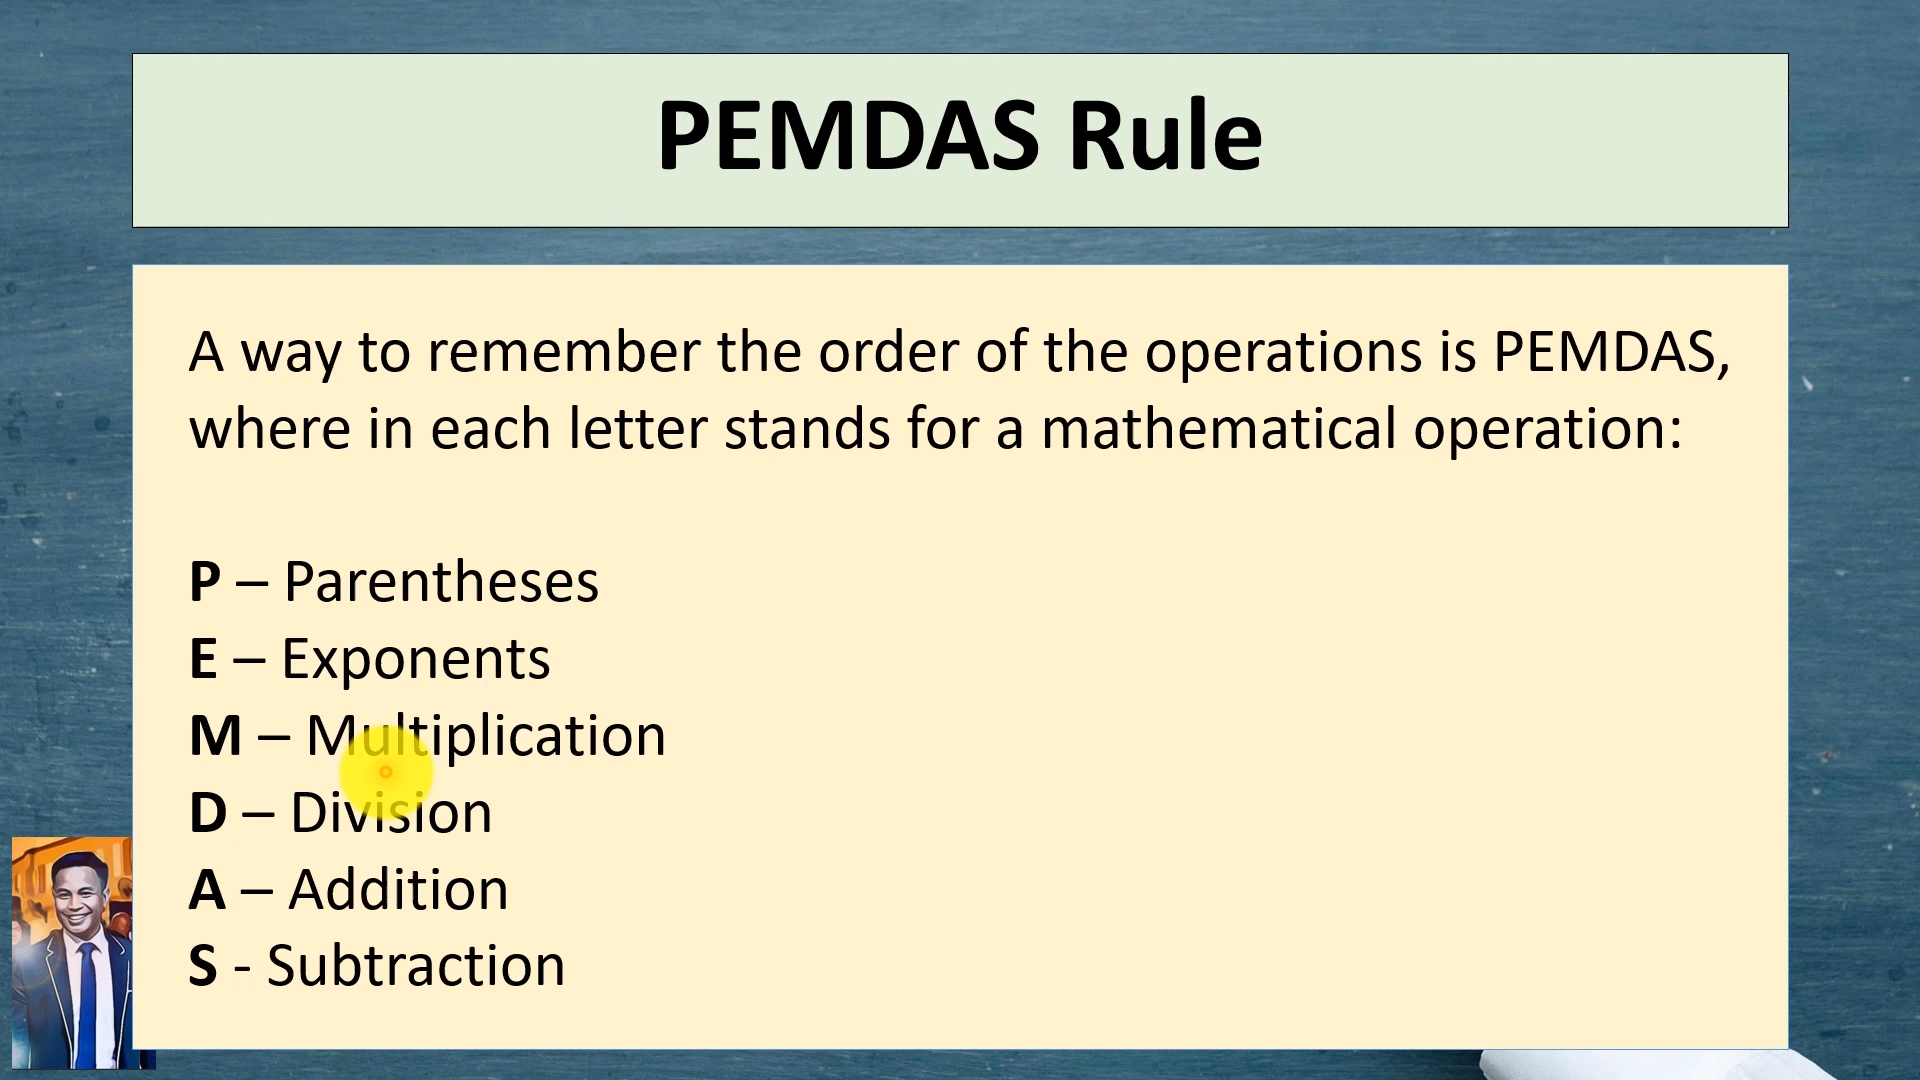 PEMDAS Rule
A way to remember the order of the operations is PEMDAS,
where in each letter stands for a mathematical operation:
P – Parentheses
E – Exponents
M – Multiplication
D – Division
A – Addition
S - Subtraction